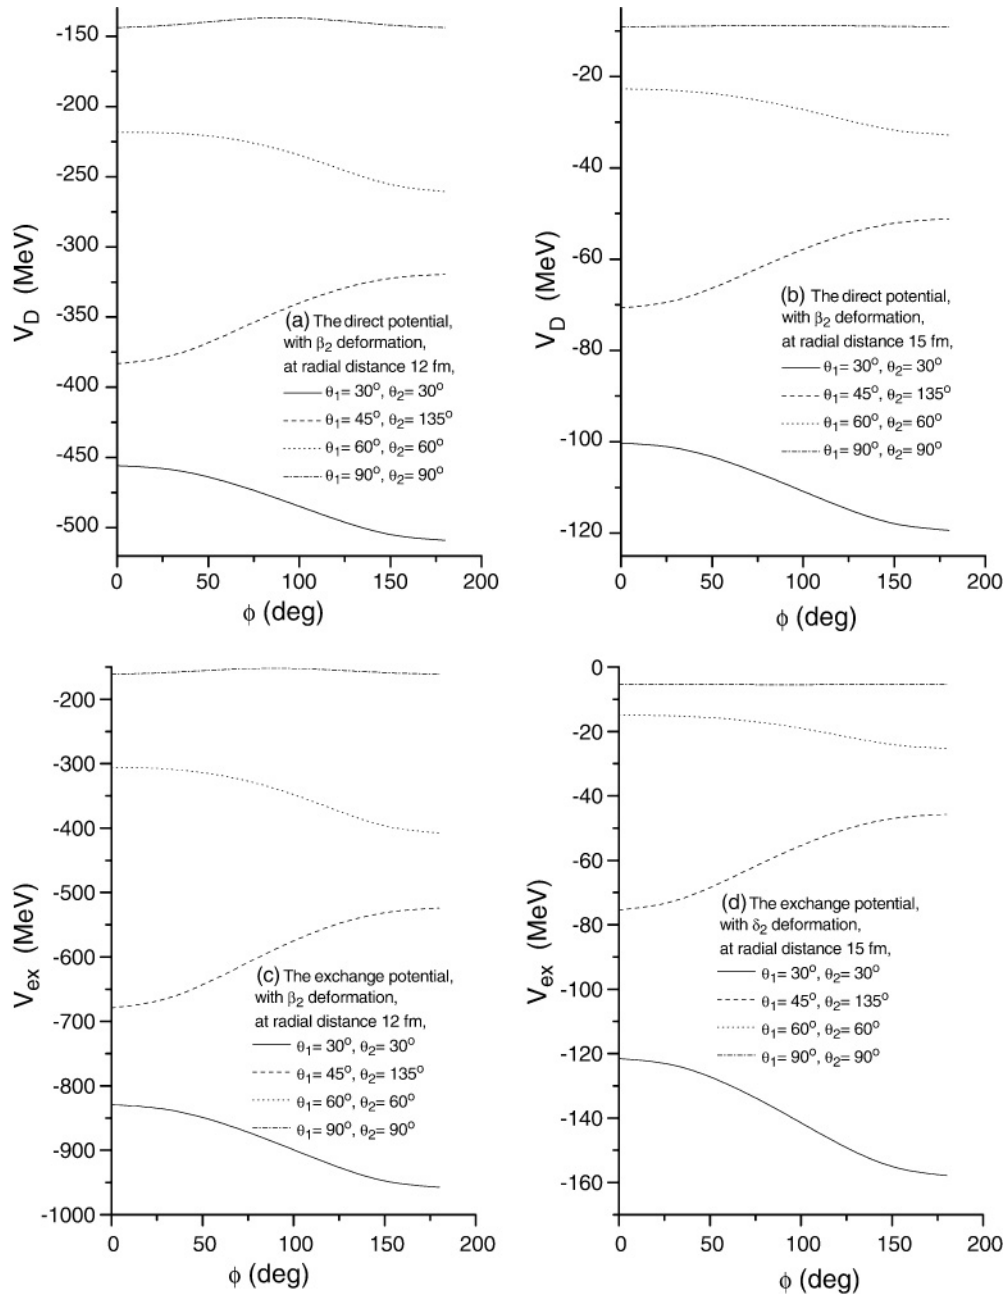 -150
-200
-250
-300
-350
-400
-450
-500
V_D (MeV)
(a) The direct potential,
with β₂ deformation,
at radial distance 12 fm,
θ₁= 30°, θ₂= 30°
θ₁= 45°, θ₂= 135°
θ₁= 60°, θ₂= 60°
θ₁= 90°, θ₂= 90°
0 50 100 150 200
ϕ (deg)
-20
-40
-60
-80
-100
-120
V_D (MeV)
(b) The direct potential,
with β₂ deformation,
at radial distance 15 fm,
θ₁= 30°, θ₂= 30°
θ₁= 45°, θ₂= 135°
θ₁= 60°, θ₂= 60°
θ₁= 90°, θ₂= 90°
0 50 100 150 200
ϕ (deg)
-200
-300
-400
-500
-600
-700
-800
-900
-1000
V_ex (MeV)
(c) The exchange potential,
with β₂ deformation,
at radial distance 12 fm,
θ₁= 30°, θ₂= 30°
θ₁= 45°, θ₂= 135°
θ₁= 60°, θ₂= 60°
θ₁= 90°, θ₂= 90°
0 50 100 150 200
ϕ (deg)
0
-20
-40
-60
-80
-100
-120
-140
-160
V_ex (MeV)
(d) The exchange potential,
with δ₂ deformation,
at radial distance 15 fm,
θ₁= 30°, θ₂= 30°
θ₁= 45°, θ₂= 135°
θ₁= 60°, θ₂= 60°
θ₁= 90°, θ₂= 90°
0 50 100 150 200
ϕ (deg)